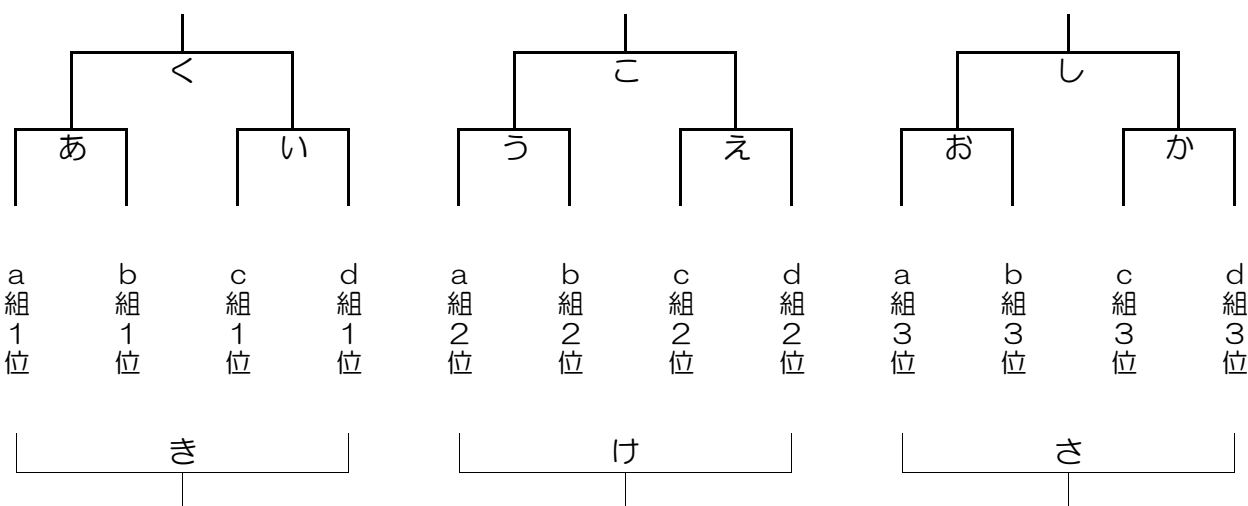 く
こ
し
あ
い
う
え
お
か
a組1位
b組1位
c組1位
d組1位
a組2位
b組2位
c組2位
d組2位
a組3位
b組3位
c組3位
d組3位
き
け
さ